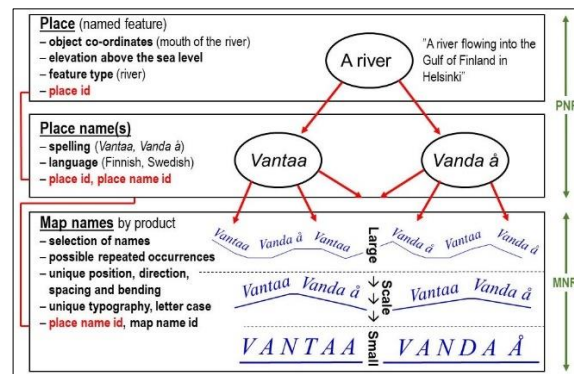 Place (named feature)
– object co-ordinates (mouth of the river)
– elevation above the sea level
– feature type (river)
– place id
A river
"A river flowing into the
Gulf of Finland in
Helsinki"
PNR
Place name(s)
– spelling (Vantaa, Vanda å)
– language (Finnish, Swedish)
– place id, place name id
Vantaa
Vanda å
Map names by product
– selection of names
– possible repeated occurrences
– unique position, direction,
spacing and bending
– unique typography, letter case
– place name id, map name id
Vantaa Vanda å Vantaa
Large
Vanda å Vantaa Vanda å
Vantaa Vanda å
Scale
Vantaa Vanda å
VANTAA
Small
VANDA Å
MNR